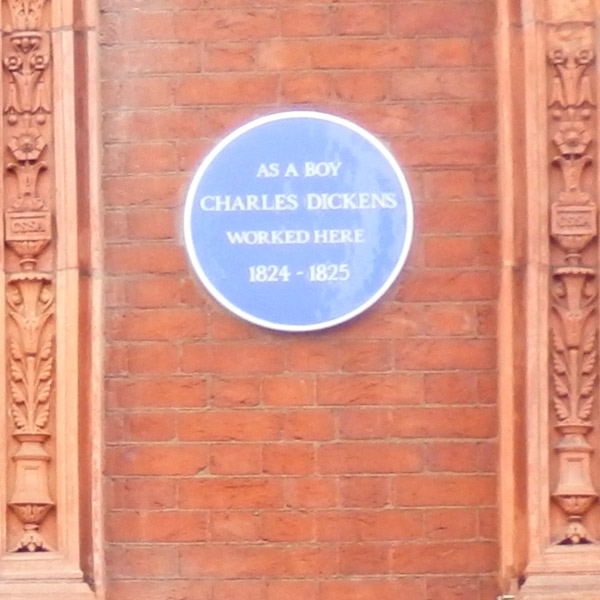 AS A BOY
CHARLES DICKENS
WORKED HERE
1824 - 1825